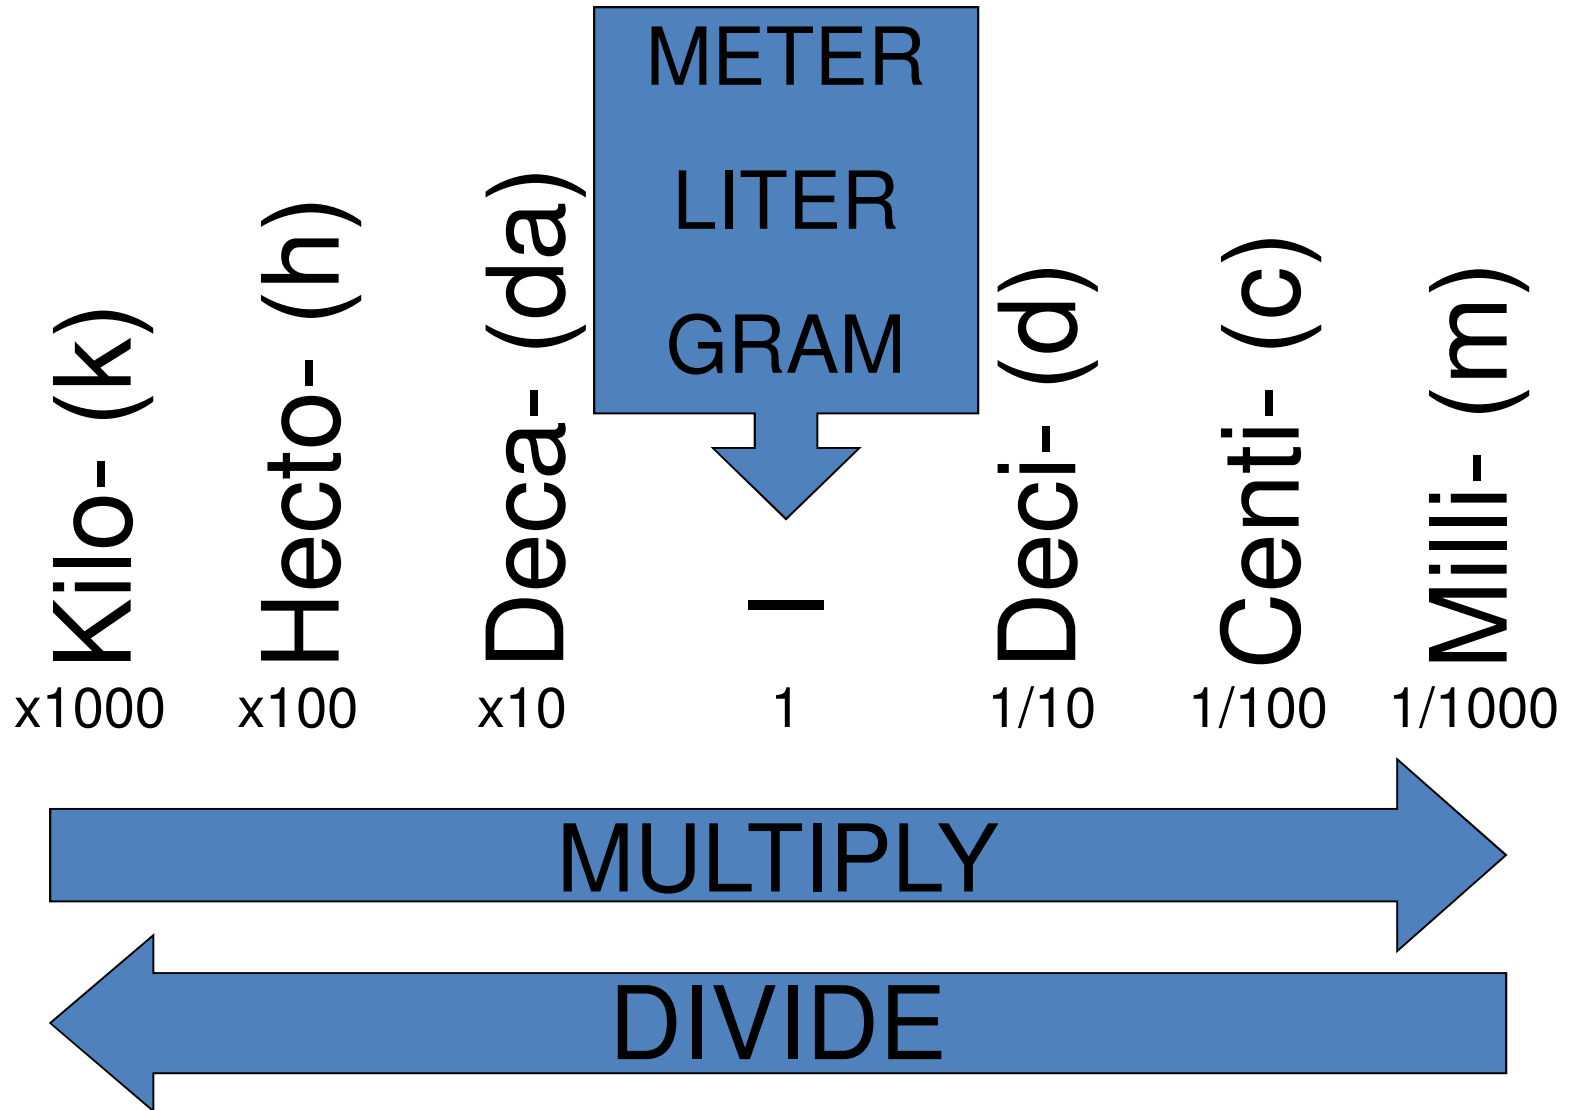 METER
LITER
GRAM
Kilo- (k)
Hecto- (h)
Deca- (da)
|
Deci- (d)
Centi- (c)
Milli- (m)
x1000 x100 x10 1 1/10 1/100 1/1000
MULTIPLY
DIVIDE